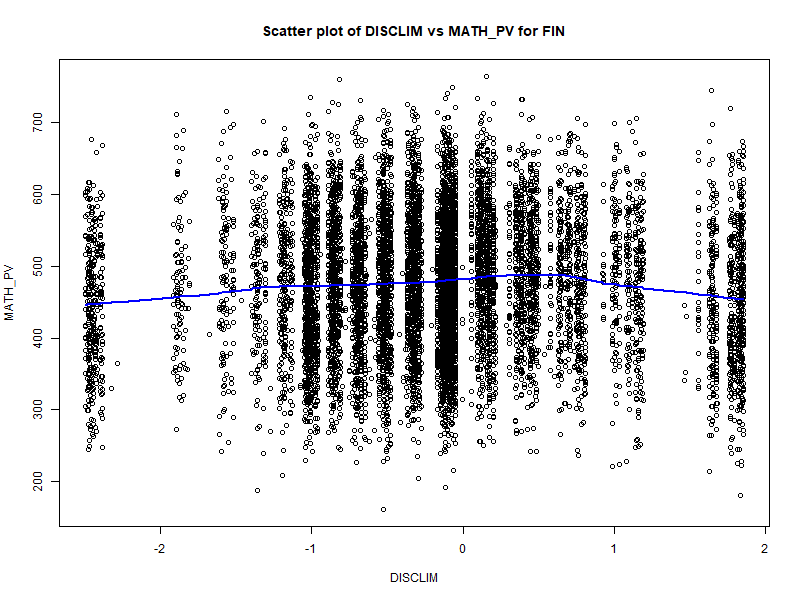 Scatter plot of DISCLIM vs MATH_PV for FIN
MATH_PV
700
600
500
400
300
200
-2 -1 0 1 2
DISCLIM